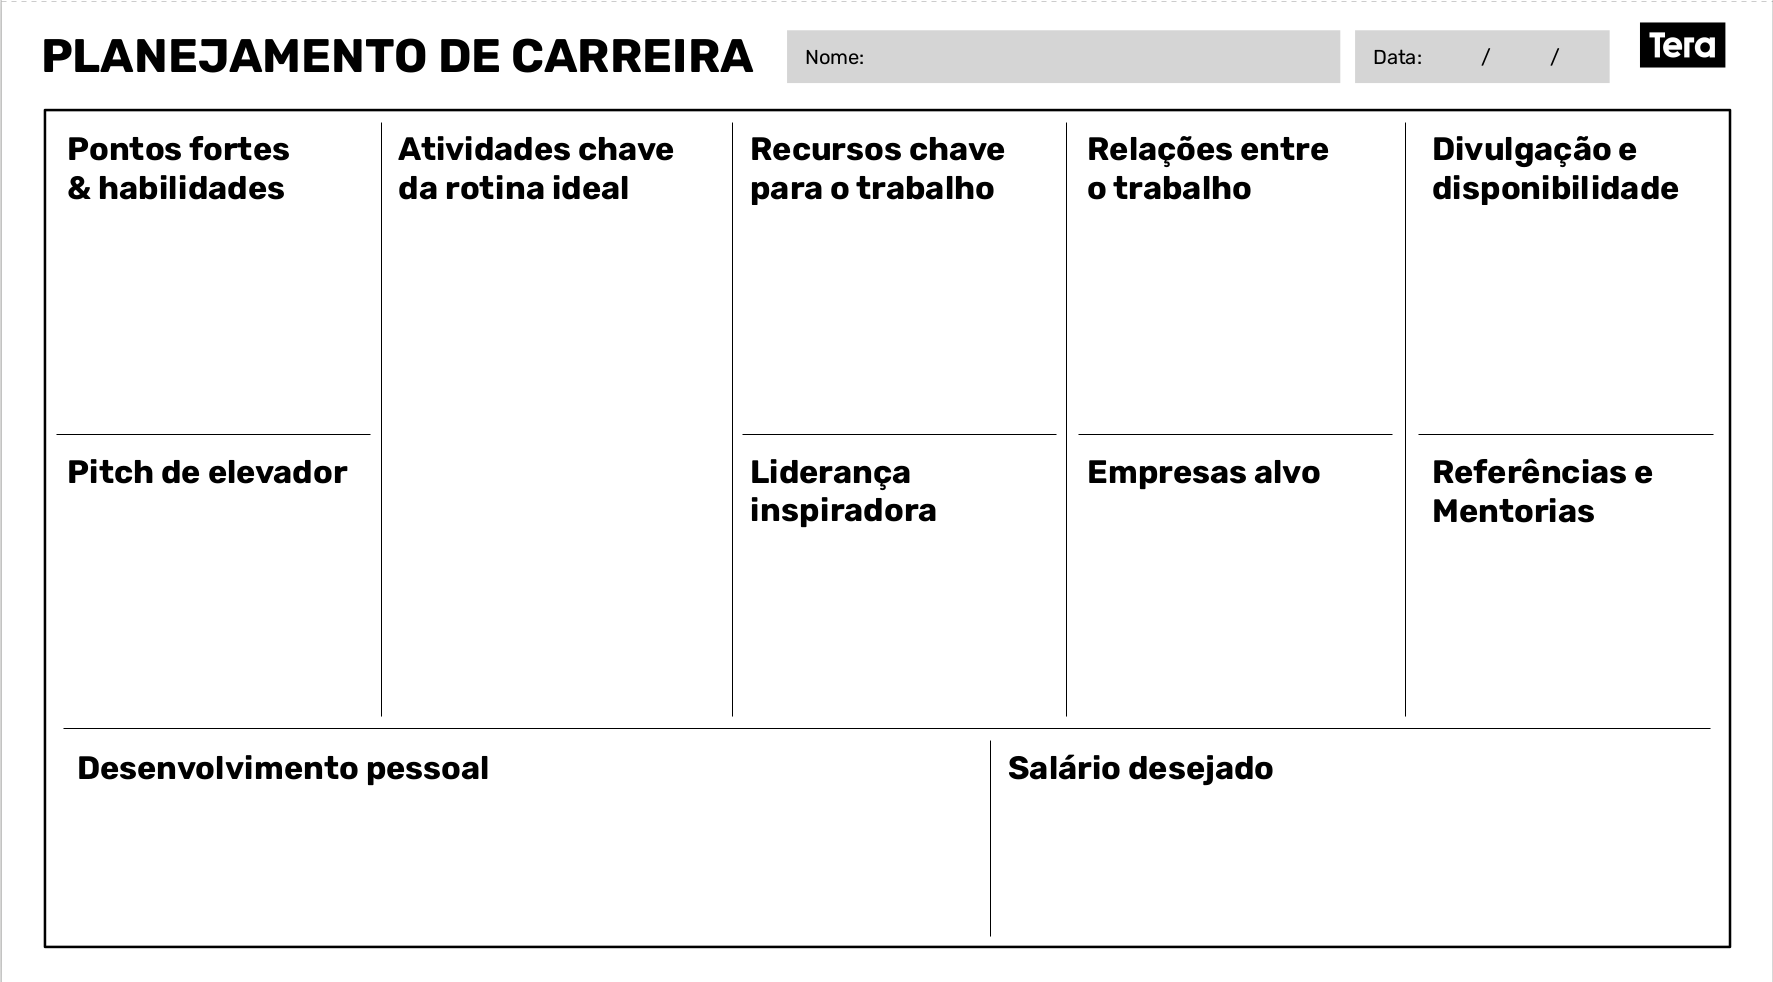 PLANEJAMENTO DE CARREIRA
Nome:
Data: / /
Tera
Pontos fortes
& habilidades
Atividades chave
da rotina ideal
Recursos chave
para o trabalho
Relações entre
o trabalho
Divulgação e
disponibilidade
Pitch de elevador
Liderança
inspiradora
Empresas alvo
Referências e
Mentorias
Desenvolvimento pessoal
Salário desejado